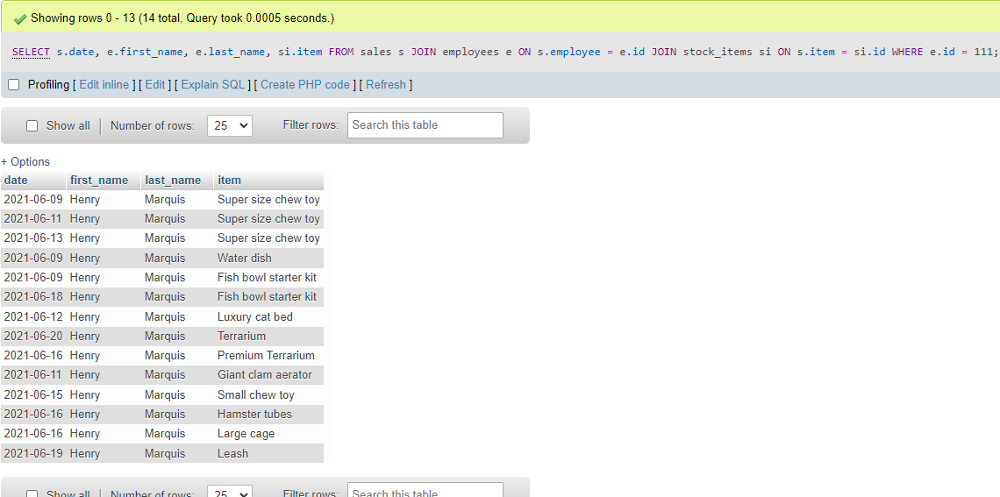 Showing rows 0 - 13 (14 total, Query took 0.0005 seconds.)
SELECT s.date, e.first_name, e.last_name, si.item FROM sales s JOIN employees e ON s.employee = e.id JOIN stock_items si ON s.item = si.id WHERE e.id = 111;
Profiling [ Edit inline ] [ Edit ] [ Explain SQL ] [ Create PHP code ] [ Refresh ]
Show all | Number of rows: 25 Filter rows: Search this table
+ Options
date first_name last_name item
2021-06-09 Henry Marquis Super size chew toy
2021-06-11 Henry Marquis Super size chew toy
2021-06-13 Henry Marquis Super size chew toy
2021-06-09 Henry Marquis Water dish
2021-06-09 Henry Marquis Fish bowl starter kit
2021-06-18 Henry Marquis Fish bowl starter kit
2021-06-12 Henry Marquis Luxury cat bed
2021-06-20 Henry Marquis Terrarium
2021-06-16 Henry Marquis Premium Terrarium
2021-06-11 Henry Marquis Giant clam aerator
2021-06-15 Henry Marquis Small chew toy
2021-06-16 Henry Marquis Hamster tubes
2021-06-16 Henry Marquis Large cage
2021-06-19 Henry Marquis Leash
Show all | Number of rows: 25 Filter rows: Search this table